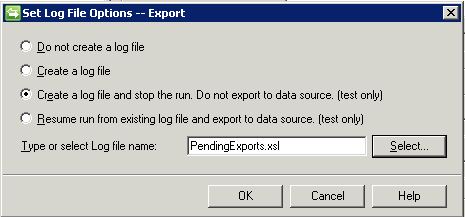 Set Log File Options -- Export
Do not create a log file
Create a log file
Create a log file and stop the run. Do not export to data source. (test only)
Resume run from existing log file and export to data source. (test only)
Type or select Log file name: PendingExports.xsl Select...
OK Cancel Help